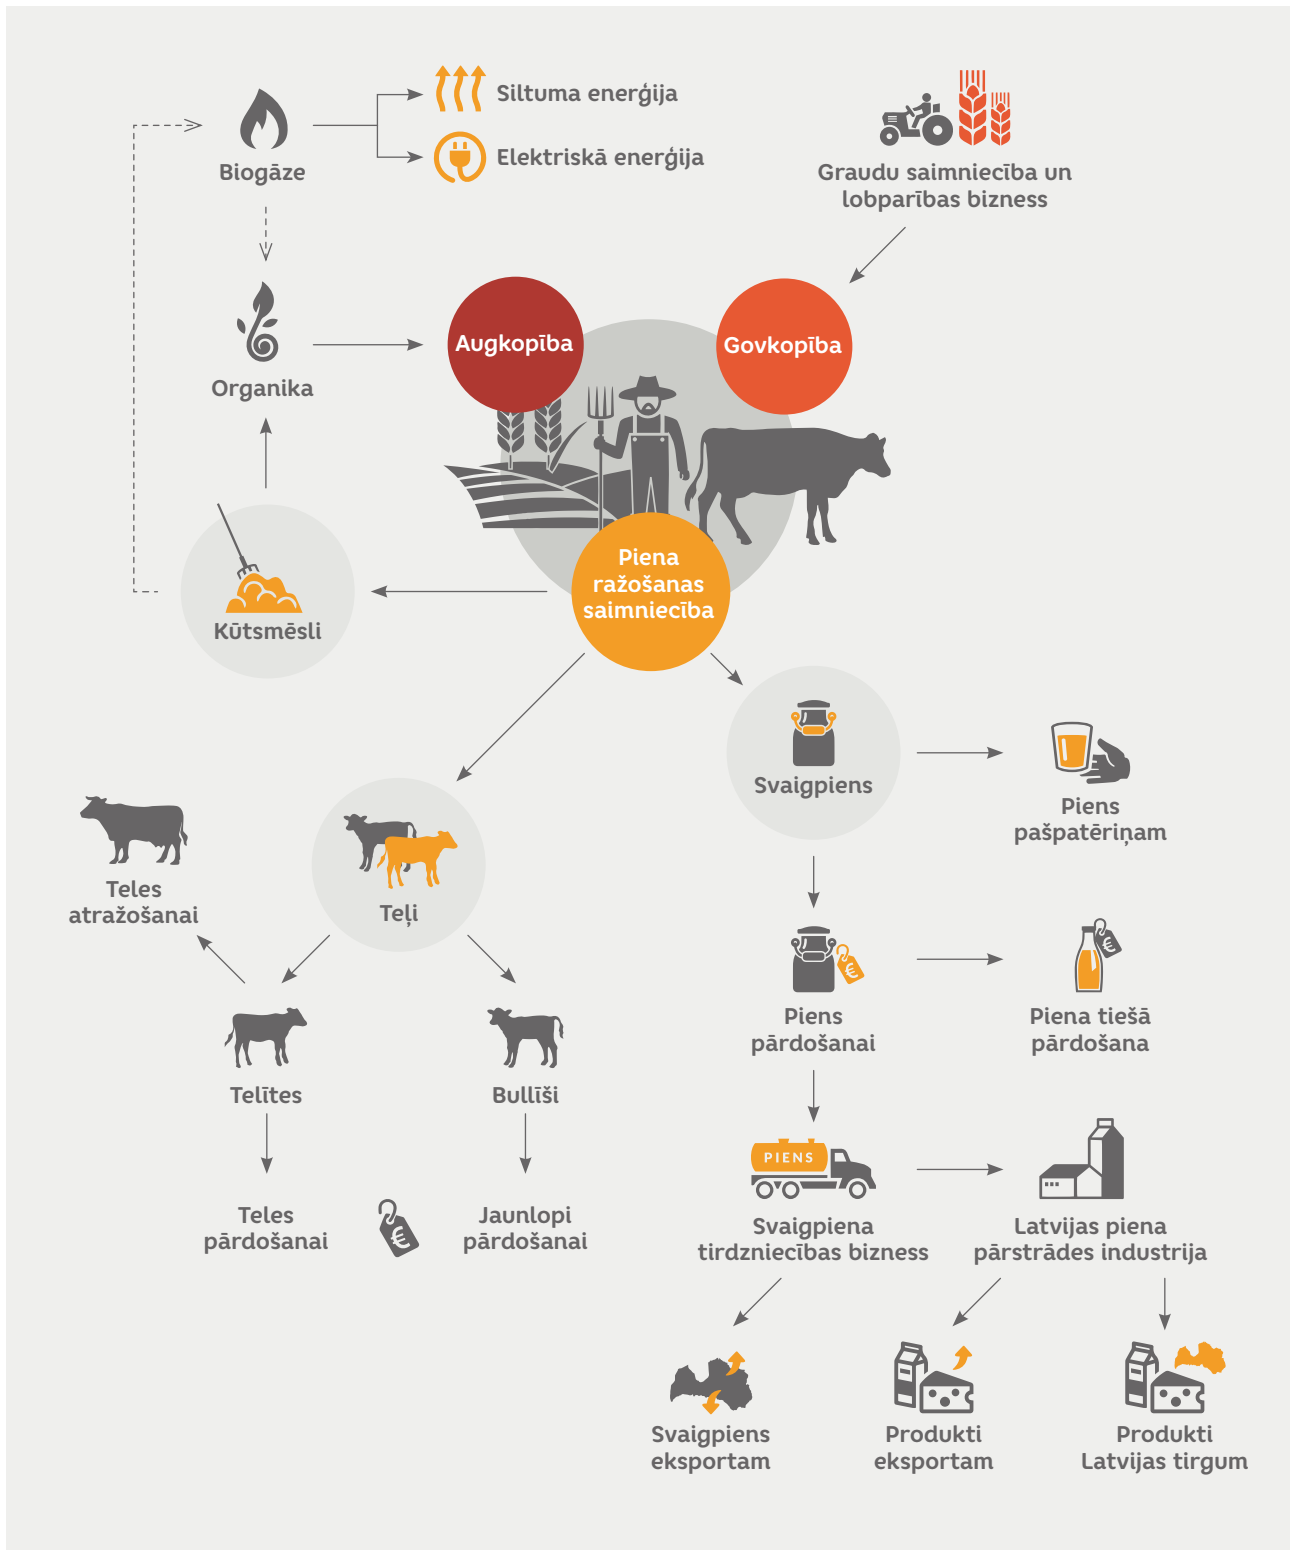 Siltuma enerģija
Elektriskā enerģija
Biogāze
Graudu saimniecība un
lobparības bizness
Augkopība
Govkopība
Organika
Piena
ražošanas
saimniecība
Kūtsmēsli
Svaigpiens
Piens
pašpatēriņam
Teles
atražošanai
Teļi
€
€
Piens
pārdošanai
Piena tiešā
pārdošana
Telītes
Bullīši
PIENS
Teles
pārdošanai
€
Jaunlopi
pārdošanai
Svaigpiena
tirdzniecības bizness
Latvijas piena
pārstrādes industrija
Svaigpiens
eksportam
Produkti
eksportam
Produkti
Latvijas tirgum